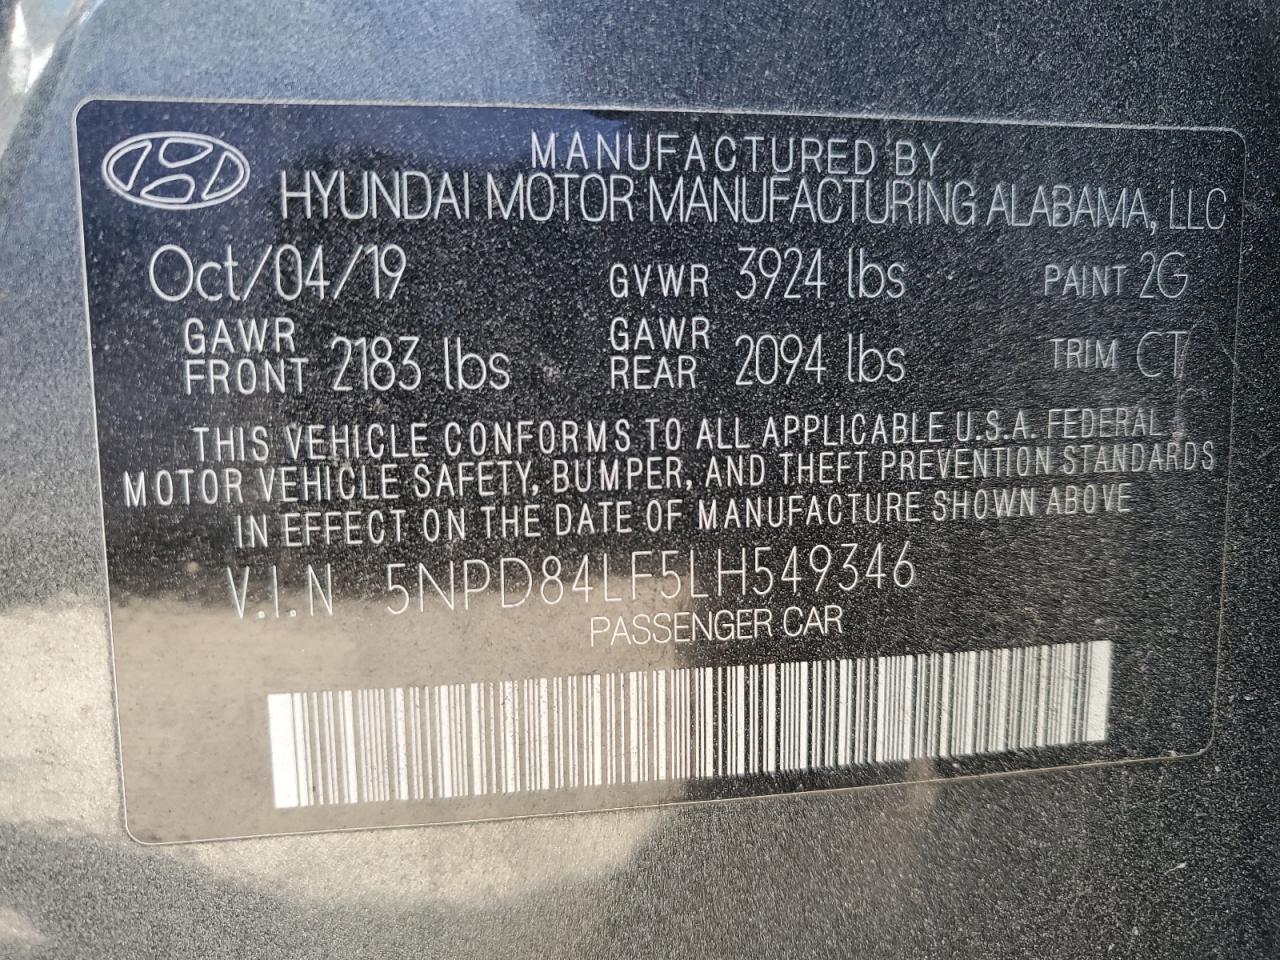 MANUFACTURED BY
HYUNDAI MOTOR MANUFACTURING ALABAMA, LLC
Oct/04/19 GVWR 3924 lbs PAINT 2G
GAWR FRONT 2183 lbs GAWR REAR 2094 lbs TRIM CT
THIS VEHICLE CONFORMS TO ALL APPLICABLE U.S.A. FEDERAL
MOTOR VEHICLE SAFETY, BUMPER, AND THEFT PREVENTION STANDARDS
IN EFFECT ON THE DATE OF MANUFACTURE SHOWN ABOVE
V.I.N 5NPD84LF5LH549346
PASSENGER CAR